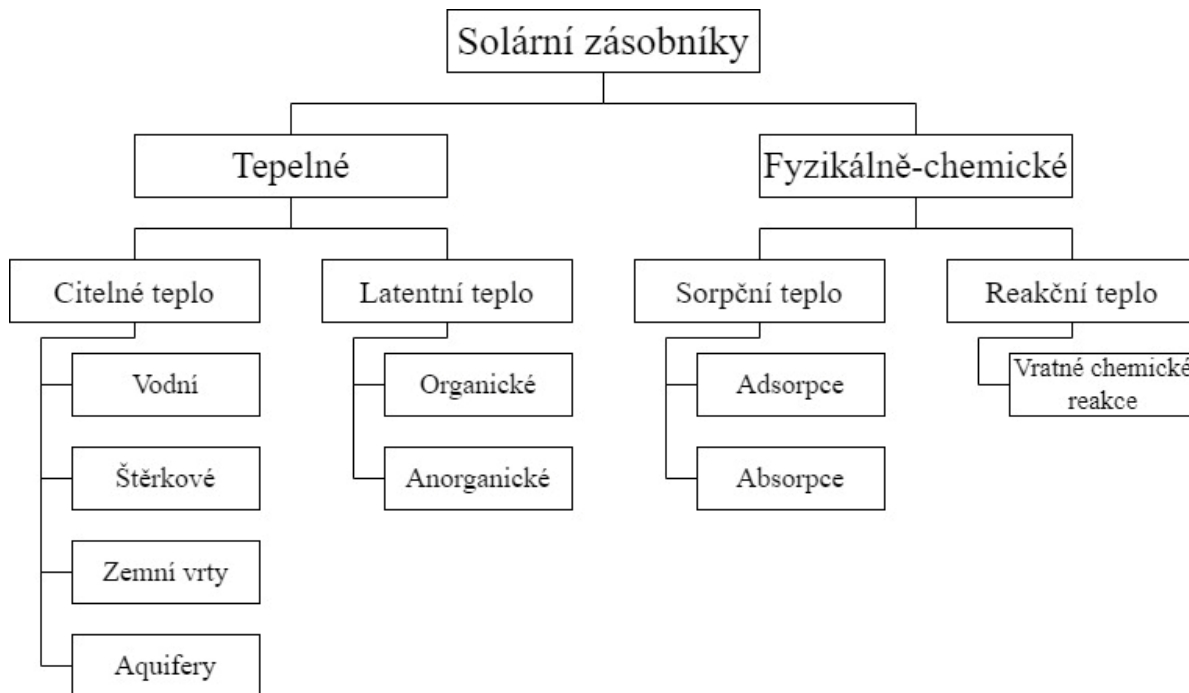 Solární zásobníky
Tepelné
Fyzikálně-chemické
Citelné teplo
Latentní teplo
Sorpční teplo
Reakční teplo
Vodní
Štěrkové
Zemní vrty
Aquifery
Organické
Anorganické
Adsorpce
Absorpce
Vratné chemické
reakce